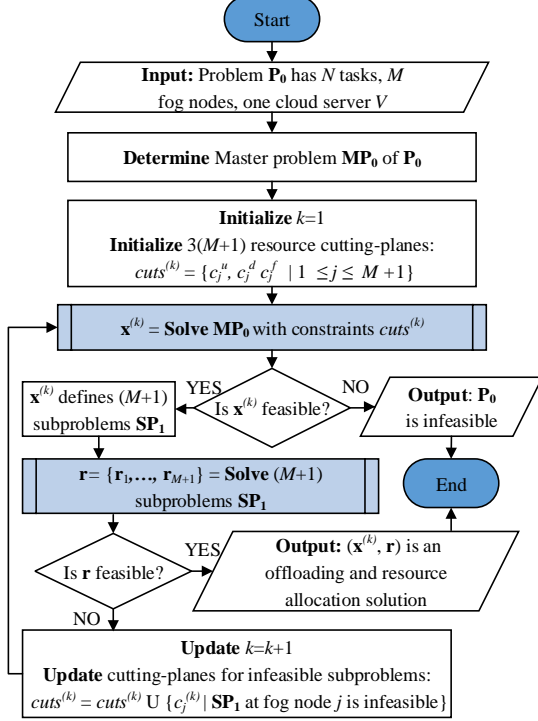 Start
Input: Problem P₀ has N tasks, M
fog nodes, one cloud server V
Determine Master problem MP₀ of P₀
Initialize k=1
Initialize 3(M+1) resource cutting-planes:
cuts⁽ᵏ⁾ = {cⱼᵘ, cⱼᵈ cⱼᶠ | 1 ≤ j ≤ M +1}
x⁽ᵏ⁾ = Solve MP₀ with constraints cuts⁽ᵏ⁾
YES
NO
Is x⁽ᵏ⁾ feasible?
x⁽ᵏ⁾ defines (M+1)
subproblems SP₁
Output: P₀
is infeasible
r= {r₁,..., r_{M+1}} = Solve (M+1)
subproblems SP₁
End
YES
Is r feasible?
Output: (x⁽ᵏ⁾, r) is an
offloading and resource
allocation solution
NO
Update k=k+1
Update cutting-planes for infeasible subproblems:
cuts⁽ᵏ⁾ = cuts⁽ᵏ⁾ U {cⱼ⁽ᵏ⁾| SP₁ at fog node j is infeasible}